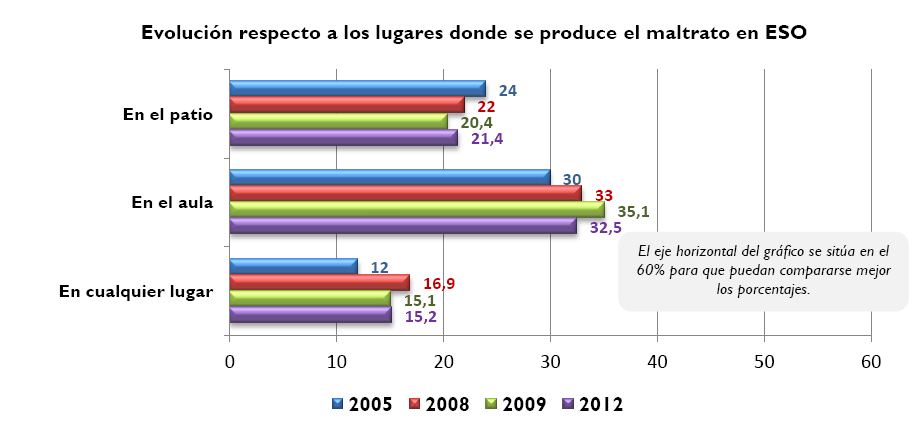 Evolución respecto a los lugares donde se produce el maltrato en ESO
En el patio
24
22
20,4
21,4
En el aula
30
33
35,1
32,5
El eje horizontal del gráfico se sitúa en el
60% para que puedan compararse mejor
los porcentajes.
En cualquier lugar
12
16,9
15,1
15,2
0 10 20 30 40 50 60
2005 2008 2009 2012